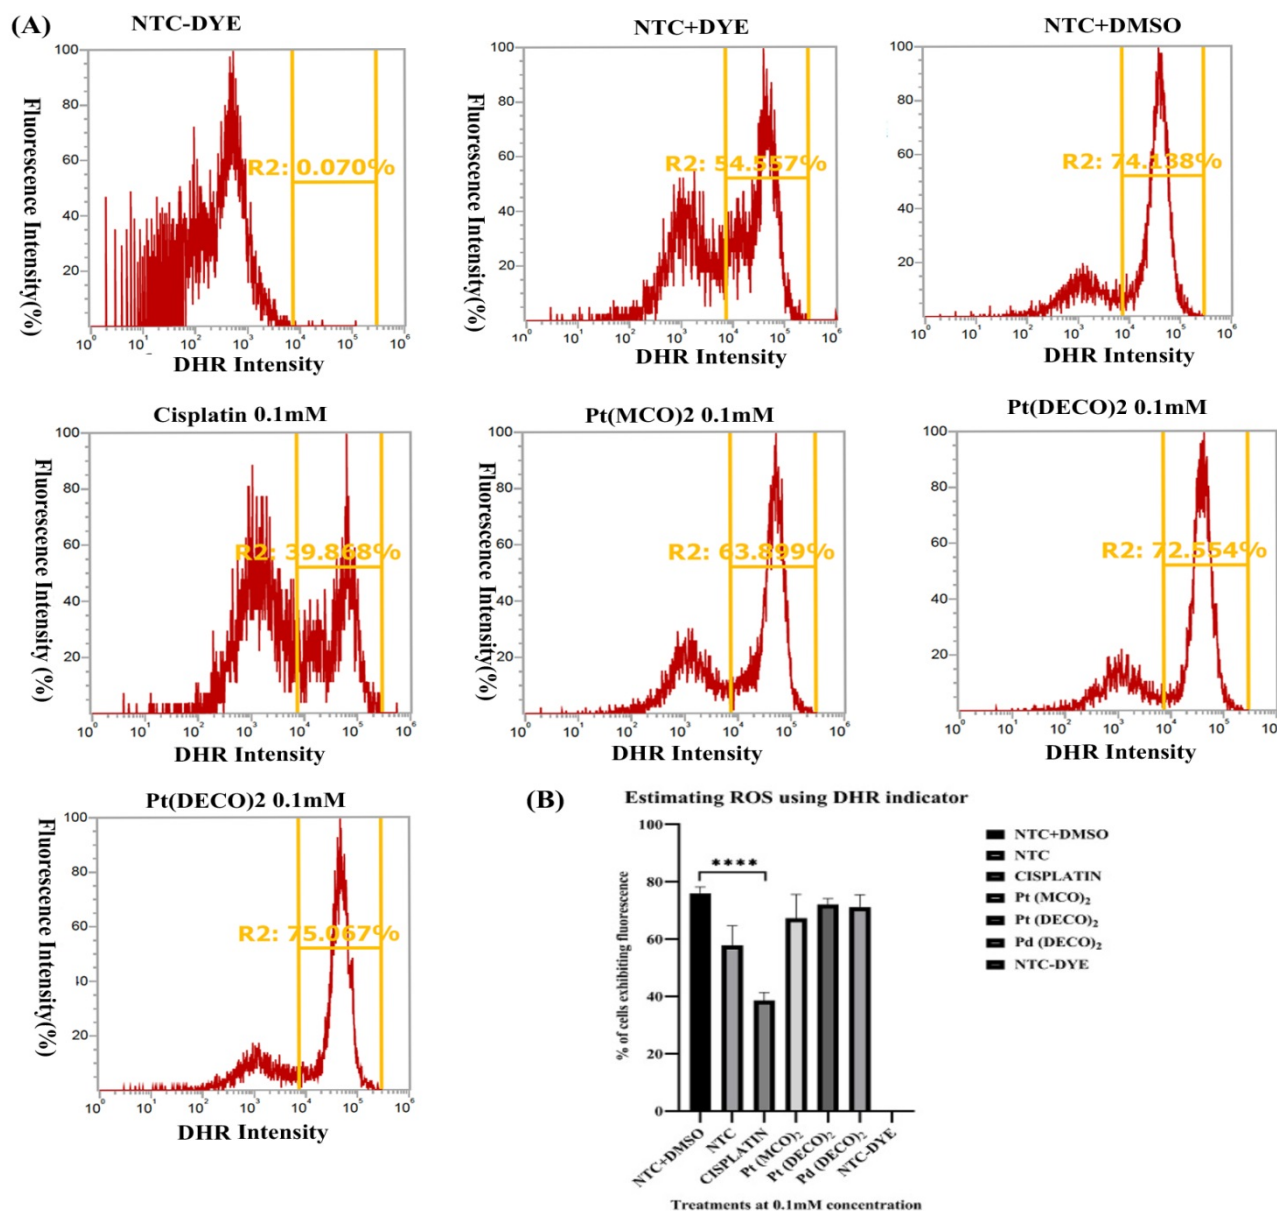 (A)
NTC-DYE
NTC+DYE
NTC+DMSO
Fluorescence Intensity(%)
100
80
60
40
20
R2: 0.070%
10^0 10^1 10^2 10^3 10^4 10^5 10^6
DHR Intensity
Fluorescence Intensity(%)
100
80
60
40
20
R2: 54.557%
10 10^1 10^2 10^3 10^4 10^5 10^6
DHR Intensity
100
80
60
40
20
R2: 74.138%
10^0 10^1 10^2 10^3 10^4 10^5 10^6
DHR Intensity
Cisplatin 0.1mM
Pt(MCO)2 0.1mM
Pt(DECO)2 0.1mM
Fluorescence Intensity (%)
100
80
60
40
20
R2: 39.868%
10^0 10^1 10^2 10^3 10^4 10^5 10^6
DHR Intensity
Fluorescence Intensity(%)
100
80
60
40
20
R2: 63.899%
10^0 10^1 10^2 10^3 10^4 10^5 10^6
DHR Intensity
100
80
60
40
20
R2: 72.554%
10^0 10^1 10^2 10^3 10^4 10^5 10^6
DHR Intensity
Pt(DECO)2 0.1mM
Fluorescence Intensity(%)
100
80
60
40
20
R2: 75.067%
10^0 10^1 10^2 10^3 10^4 10^5 10^6
DHR Intensity
(B)
Estimating ROS using DHR indicator
% of cells exhibiting fluorescence
100
80
60
40
20
0
****
NTC+DMSO
NTC
CISPLATIN
Pt (MCO)₂
Pt (DECO)₂
Pd (DECO)₂
NTC-DYE
Treatments at 0.1mM concentration
NTC+DMSO
NTC
CISPLATIN
Pt (MCO)₂
Pt (DECO)₂
Pd (DECO)₂
NTC-DYE